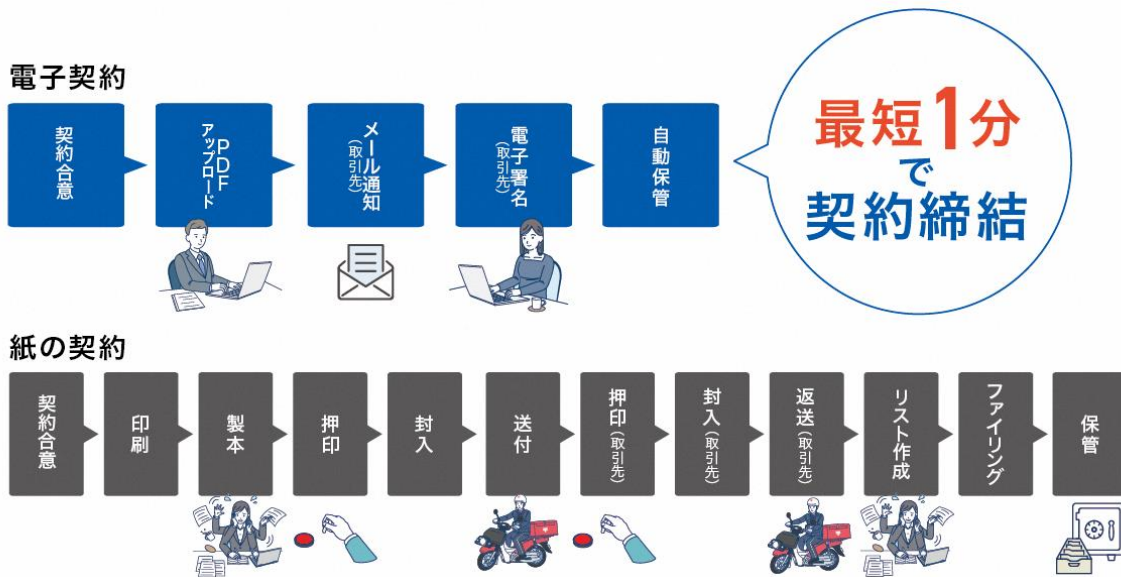 電子契約
契約合意
PDF
アップロード
メール通知
(取引先)
電子署名
(取引先)
自動保管
最短1分
で
契約締結
紙の契約
契約合意
印刷
製本
押印
封入
送付
押印(取引先)
封入(取引先)
返送(取引先)
リスト作成
ファイリング
保管